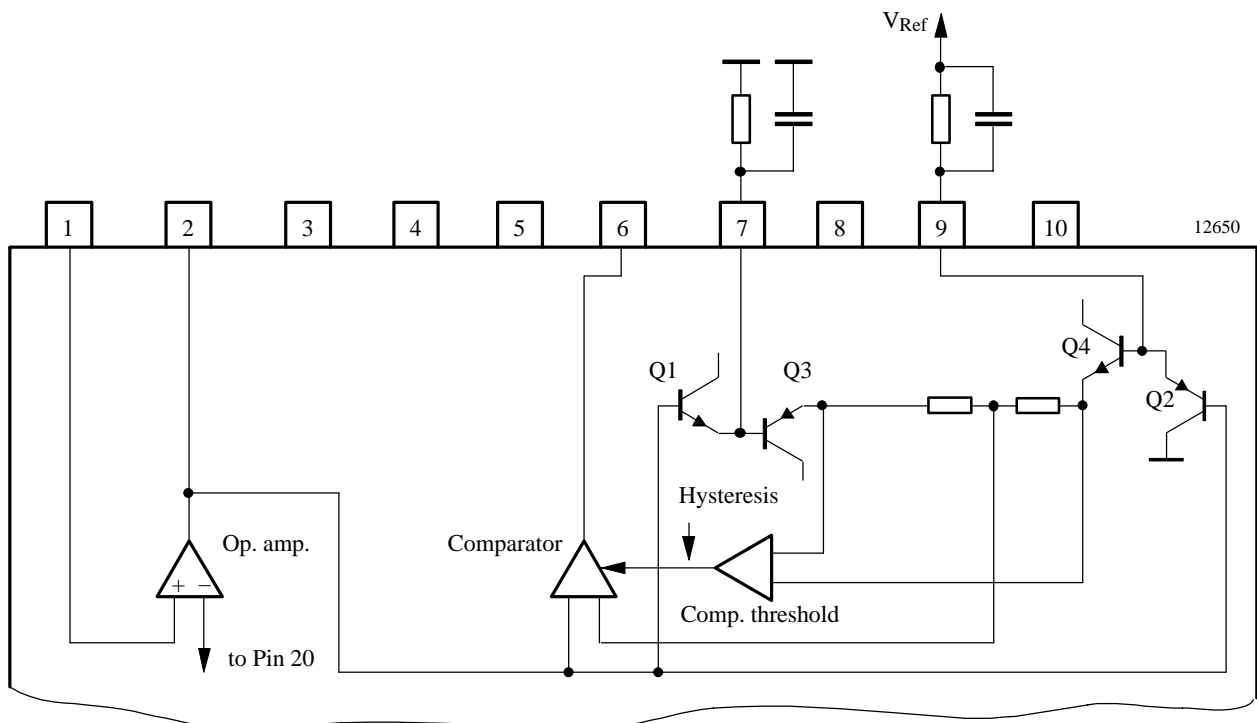 V_Ref
1 2 3 4 5 6 7 8 9 10 12650
Q4
Q1 Q3
Q2
Hysteresis
Op. amp. Comparator
+ −
Comp. threshold
to Pin 20